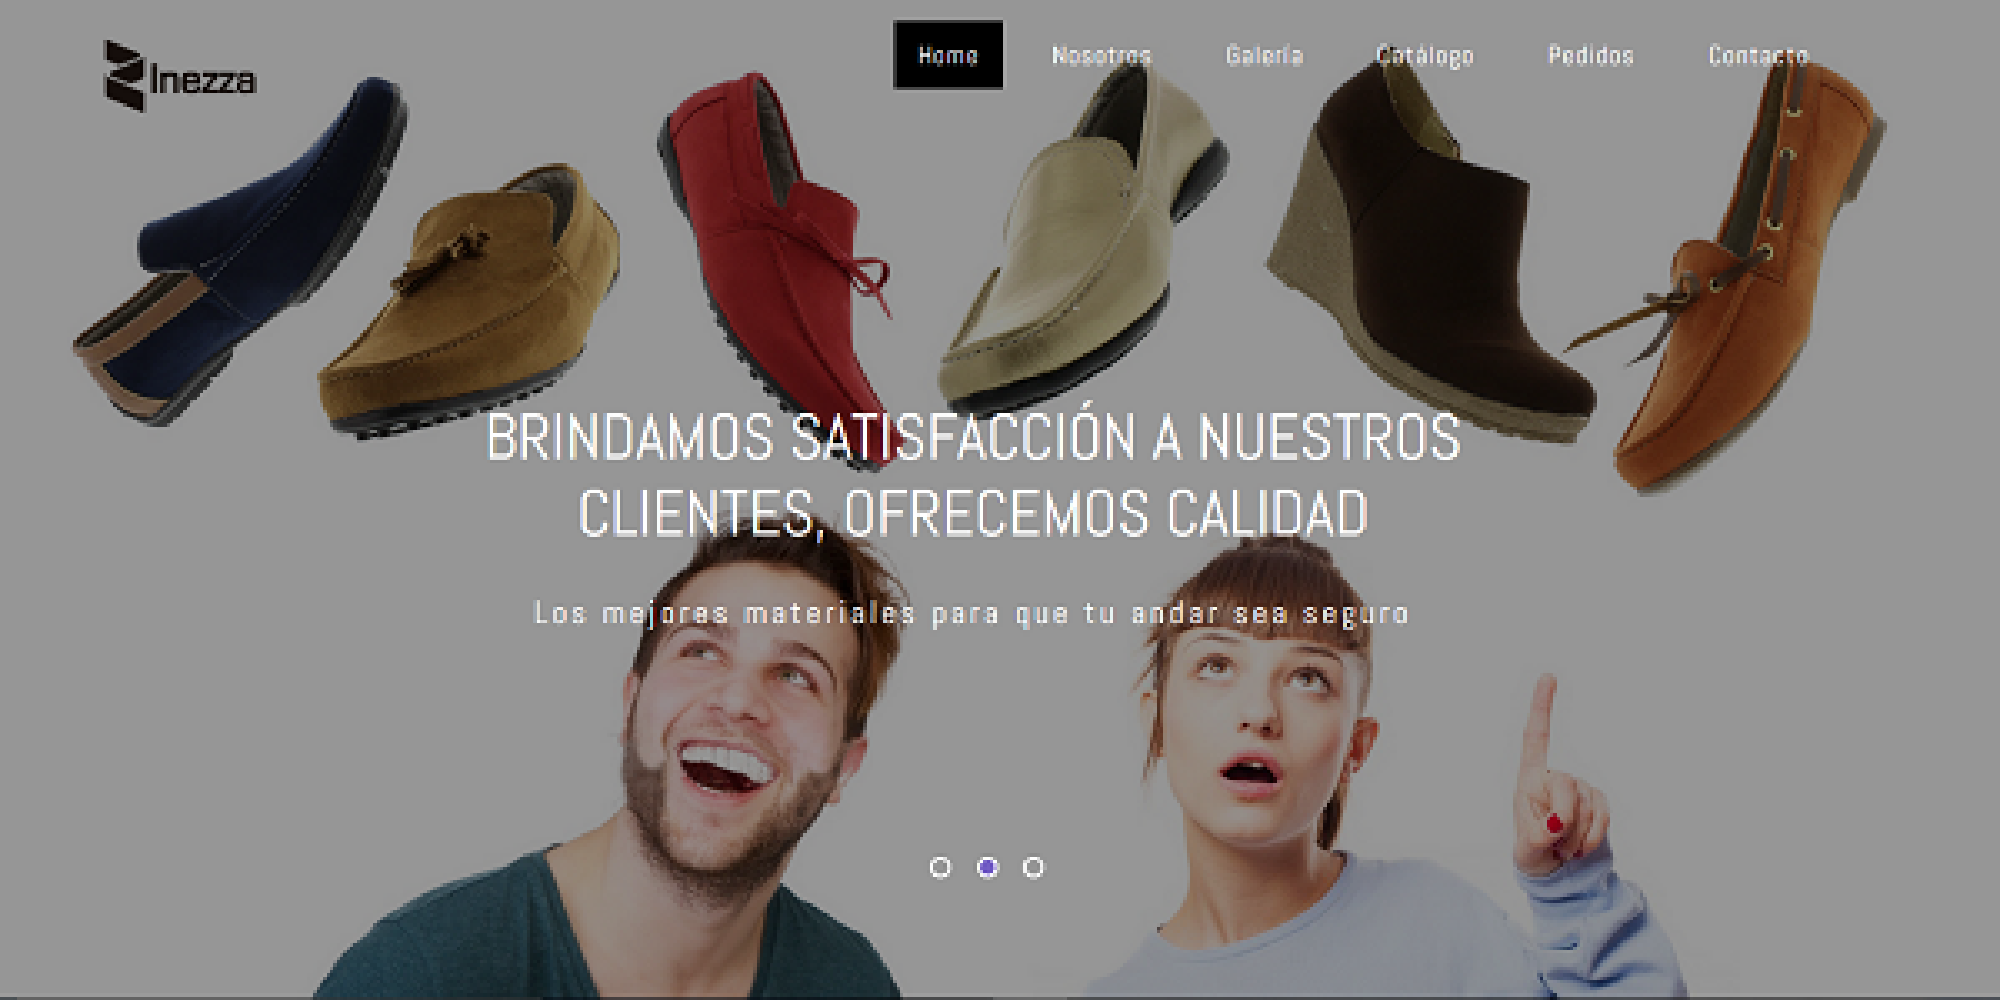 Inezza
Home Nosotros Galería Catálogo Pedidos Contacto
BRINDAMOS SATISFACCIÓN A NUESTROS
CLIENTES, OFRECEMOS CALIDAD
Los mejores materiales para que tu andar sea seguro